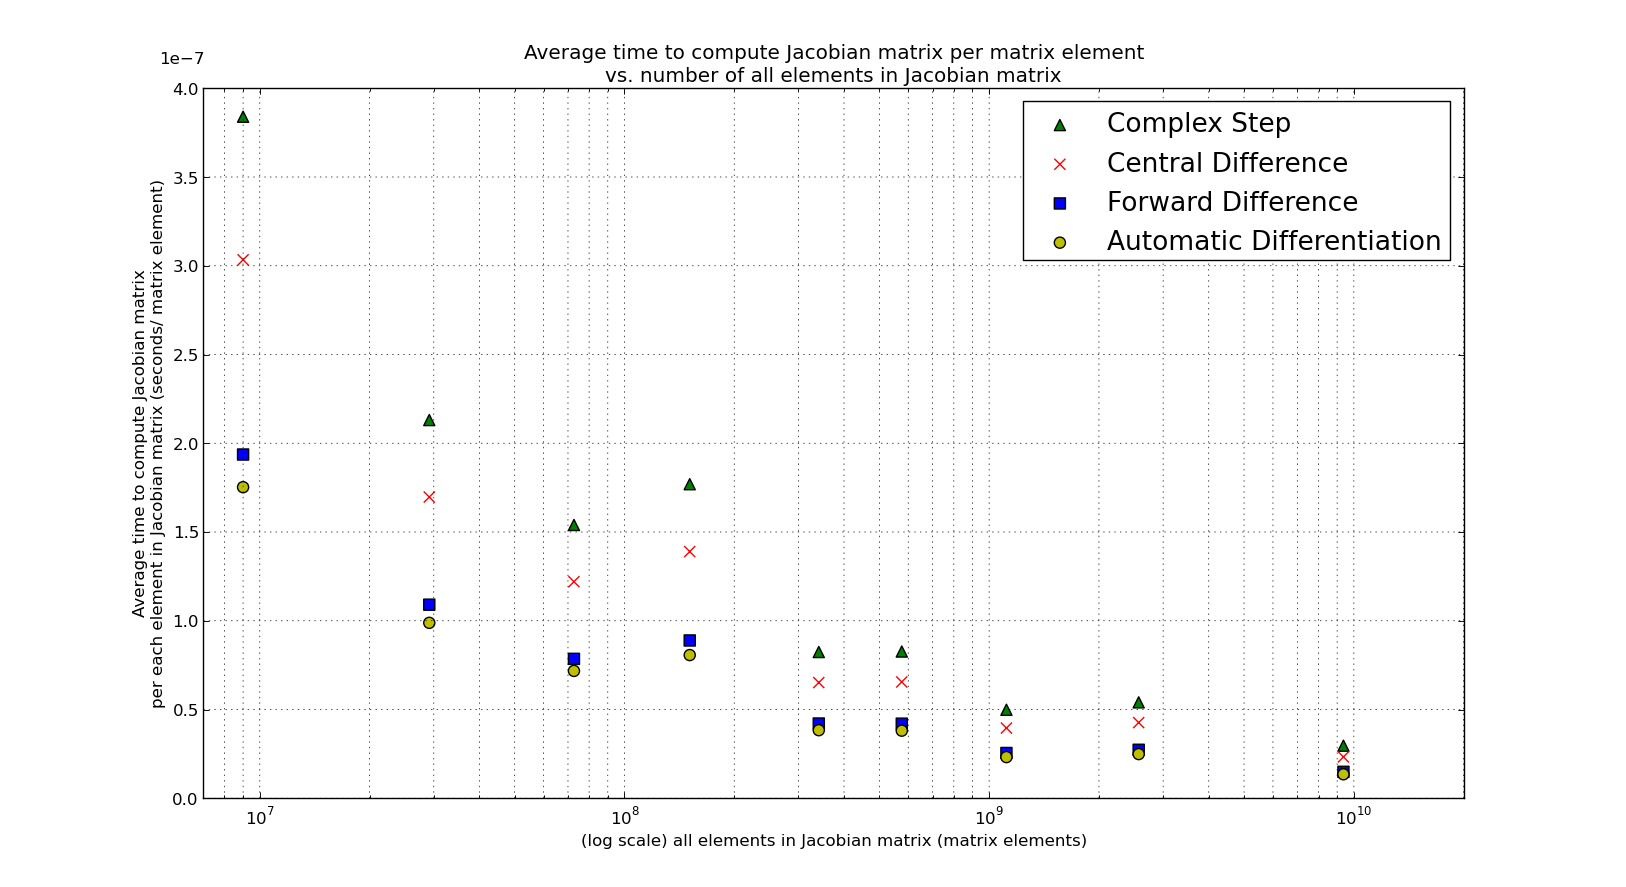 Average time to compute Jacobian matrix per matrix element
vs. number of all elements in Jacobian matrix
1e−7
4.0
3.5
3.0
2.5
2.0
1.5
1.0
0.5
0.0
Average time to compute Jacobian matrix
per each element in Jacobian matrix (seconds/ matrix element)
Complex Step
Central Difference
Forward Difference
Automatic Differentiation
10⁷
10⁸
10⁹
10¹⁰
(log scale) all elements in Jacobian matrix (matrix elements)